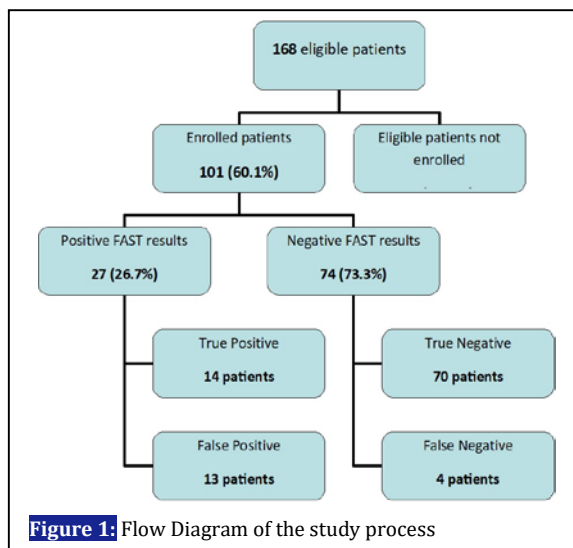 168 eligible patients
Enrolled patients
101 (60.1%)
Eligible patients not
enrolled
Positive FAST results
27 (26.7%)
Negative FAST results
74 (73.3%)
True Positive
14 patients
True Negative
70 patients
False Positive
13 patients
False Negative
4 patients
Figure 1: Flow Diagram of the study process